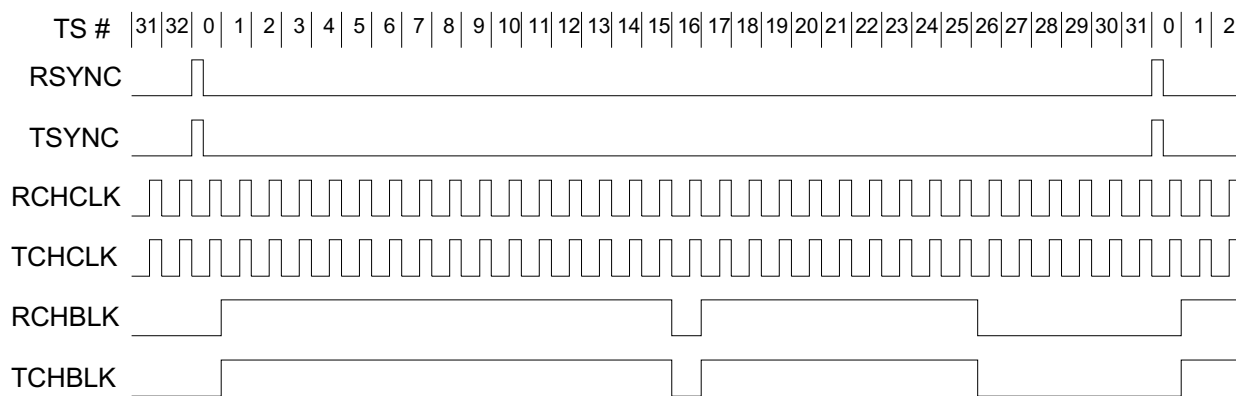 TS # 31 32 0 1 2 3 4 5 6 7 8 9 10 11 12 13 14 15 16 17 18 19 20 21 22 23 24 25 26 27 28 29 30 31 0 1 2
RSYNC
TSYNC
RCHCLK
TCHCLK
RCHBLK
TCHBLK